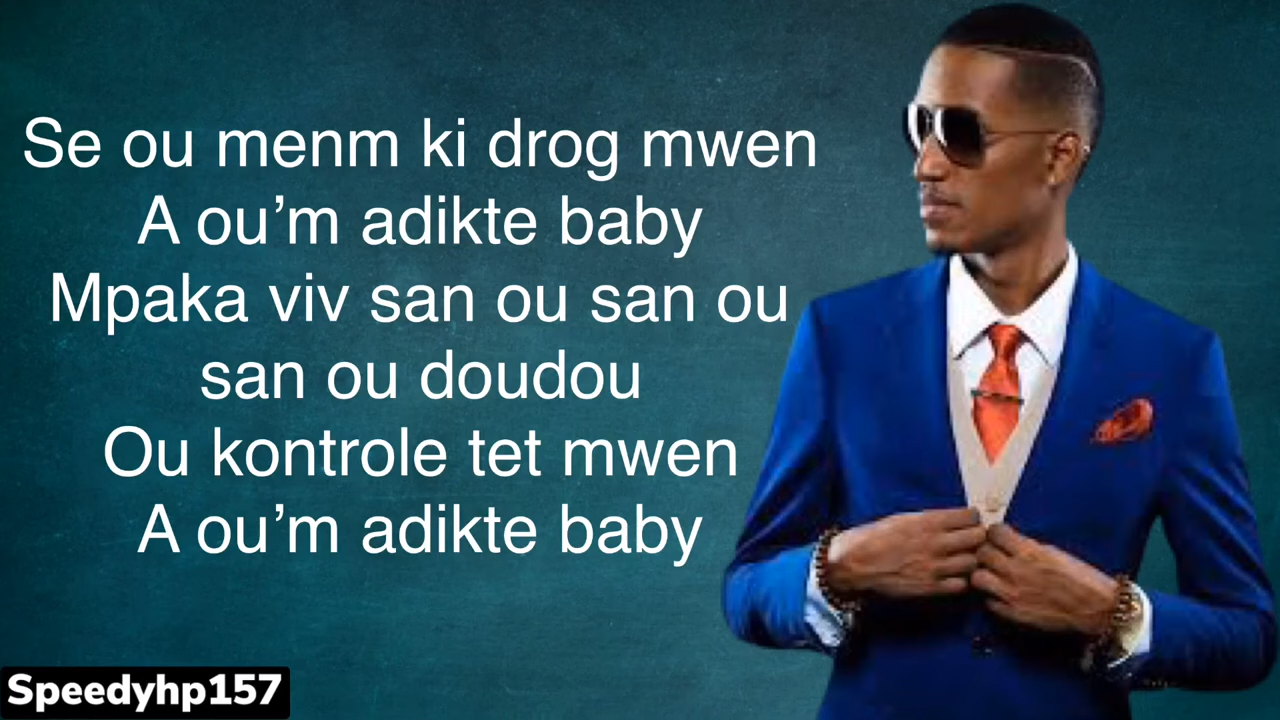 Se ou menm ki drog mwen
A ou’m adikte baby
Mpaka viv san ou san ou
san ou doudou
Ou kontrole tet mwen
A ou’m adikte baby
Speedyhp157